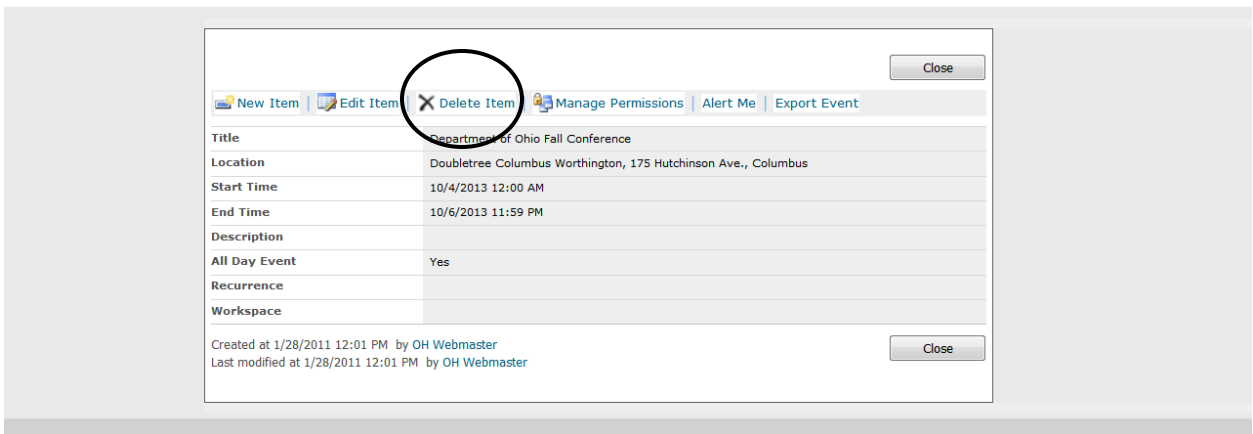 Close
New Item | Edit Item | Delete Item | Manage Permissions | Alert Me | Export Event
Title Department of Ohio Fall Conference
Location Doubletree Columbus Worthington, 175 Hutchinson Ave., Columbus
Start Time 10/4/2013 12:00 AM
End Time 10/6/2013 11:59 PM
Description
All Day Event Yes
Recurrence
Workspace
Created at 1/28/2011 12:01 PM by OH Webmaster
Close
Last modified at 1/28/2011 12:01 PM by OH Webmaster